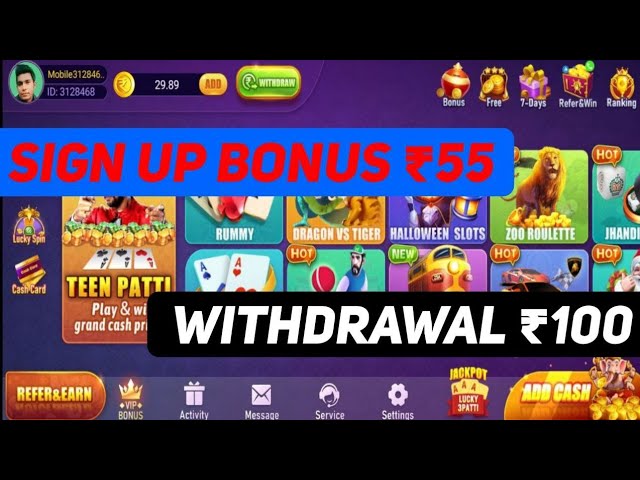 Mobile312846..
ID: 3128468
29.89
ADD
WITHDRAW
Bonus
Free
7-Days
Refer&Win
Ranking
SIGN UP BONUS ₹55
HOT
HOT
Lucky Spin
RUMMY
DRAGON VS TIGER
HALLOWEEN SLOTS
ZOO ROULETTE
JHANDI
Cash Card
TEEN PATTI
Play & wi
grand cash pri
HOT
NEW
HOT
WITHDRAWAL ₹100
REFER&EARN
VIP
BONUS
Activity
Message
Service
Settings
JACKPOT
A A A
LUCKY
3PATTI
ADD CASH